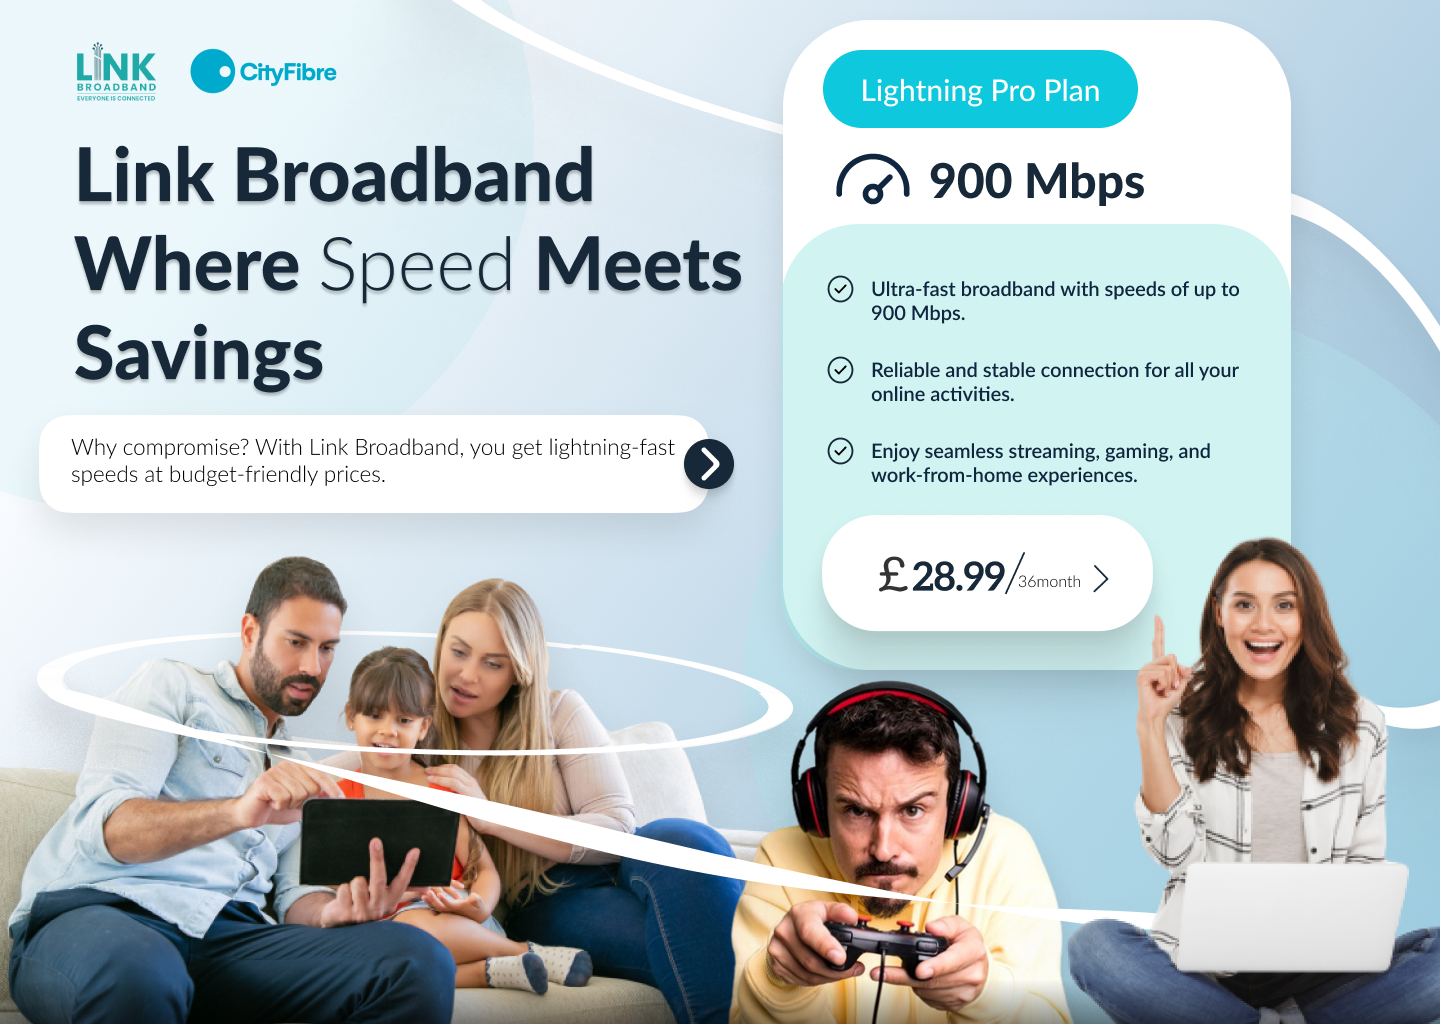 LINK
BROADBAND
EVERYONE IS CONNECTED
CityFibre
Link Broadband
Where Speed Meets
Savings
Why compromise? With Link Broadband, you get lightning-fast
speeds at budget-friendly prices.
Lightning Pro Plan
900 Mbps
Ultra-fast broadband with speeds of up to
900 Mbps.
Reliable and stable connection for all your
online activities.
Enjoy seamless streaming, gaming, and
work-from-home experiences.
£28.99/36month